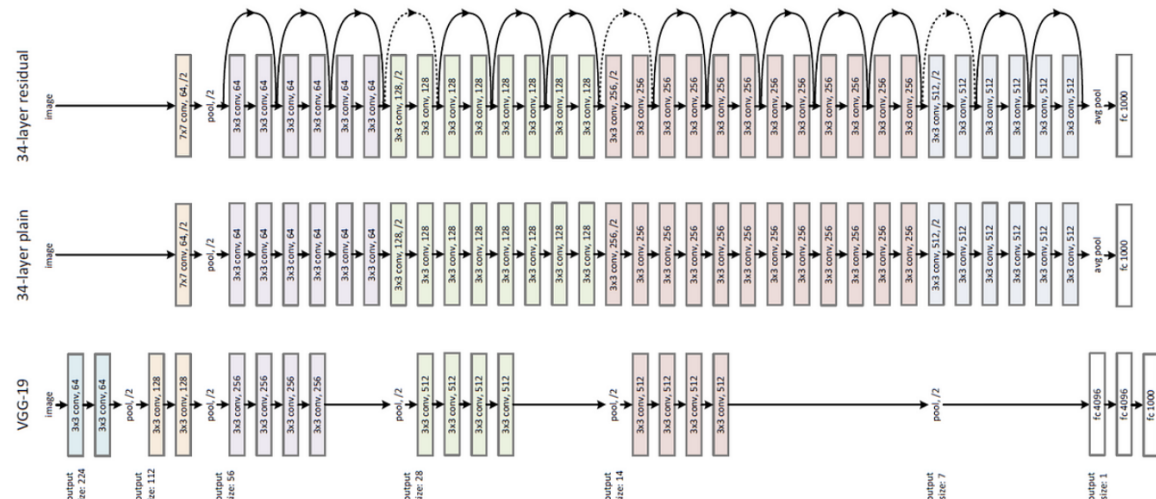 34-layer residual
image
7x7 conv, 64, /2
pool, /2
3x3 conv, 64
3x3 conv, 64
3x3 conv, 64
3x3 conv, 64
3x3 conv, 64
3x3 conv, 64
3x3 conv, 128, /2
3x3 conv, 128
3x3 conv, 128
3x3 conv, 128
3x3 conv, 128
3x3 conv, 128
3x3 conv, 128
3x3 conv, 128
3x3 conv, 256, /2
3x3 conv, 256
3x3 conv, 256
3x3 conv, 256
3x3 conv, 256
3x3 conv, 256
3x3 conv, 256
3x3 conv, 256
3x3 conv, 256
3x3 conv, 256
3x3 conv, 256
3x3 conv, 256
3x3 conv, 512, /2
3x3 conv, 512
3x3 conv, 512
3x3 conv, 512
3x3 conv, 512
3x3 conv, 512
avg pool
fc 1000
34-layer plain
image
7x7 conv, 64, /2
pool, /2
3x3 conv, 64
3x3 conv, 64
3x3 conv, 64
3x3 conv, 64
3x3 conv, 64
3x3 conv, 64
3x3 conv, 128, /2
3x3 conv, 128
3x3 conv, 128
3x3 conv, 128
3x3 conv, 128
3x3 conv, 128
3x3 conv, 128
3x3 conv, 128
3x3 conv, 256, /2
3x3 conv, 256
3x3 conv, 256
3x3 conv, 256
3x3 conv, 256
3x3 conv, 256
3x3 conv, 256
3x3 conv, 256
3x3 conv, 256
3x3 conv, 256
3x3 conv, 256
3x3 conv, 256
3x3 conv, 512, /2
3x3 conv, 512
3x3 conv, 512
3x3 conv, 512
3x3 conv, 512
3x3 conv, 512
avg pool
fc 1000
VGG-19
image
3x3 conv, 64
3x3 conv, 64
pool, /2
3x3 conv, 128
3x3 conv, 128
pool, /2
3x3 conv, 256
3x3 conv, 256
3x3 conv, 256
3x3 conv, 256
pool, /2
3x3 conv, 512
3x3 conv, 512
3x3 conv, 512
3x3 conv, 512
pool, /2
3x3 conv, 512
3x3 conv, 512
3x3 conv, 512
3x3 conv, 512
pool, /2
fc 4096
fc 4096
fc 1000
output
size: 224
output
size: 112
output
size: 56
output
size: 28
output
size: 14
output
size: 7
output
size: 1